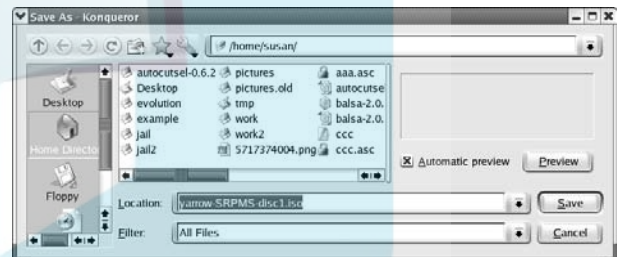 Save As - Konqueror
/home/susan/
autocutsel-0.6.2 pictures aaa.asc
Desktop pictures.old autocutse
evolution tmp balsa-2.0.
example work balsa-2.0.
jail work2 ccc
jail2 5717374004.png ccc.asc
Desktop
Home Directo
Floppy
Automatic preview Preview
Location: yarrow-SRPMS-disc1.iso Save
Filter: All Files Cancel